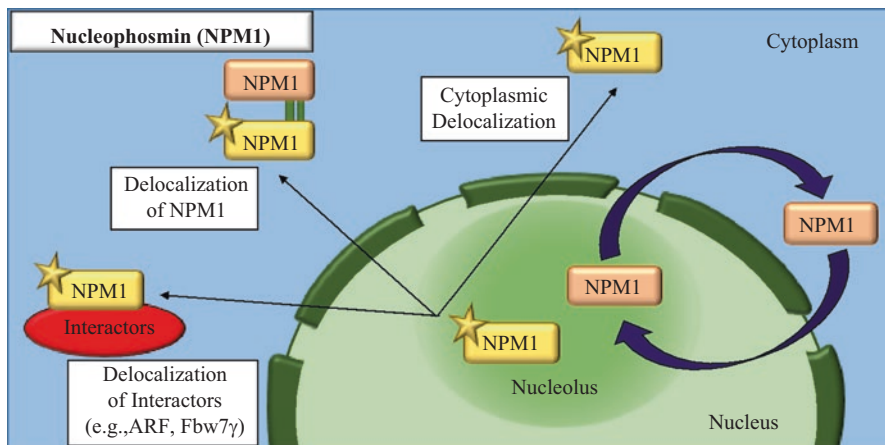 Nucleophosmin (NPM1)
Cytoplasm
NPM1
NPM1
NPM1
Cytoplasmic
Delocalization
Delocalization
of NPM1
NPM1
NPM1
NPM1
Interactors
NPM1
Nucleolus
Delocalization
of Interactors
(e.g.,ARF, Fbw7γ)
Nucleus